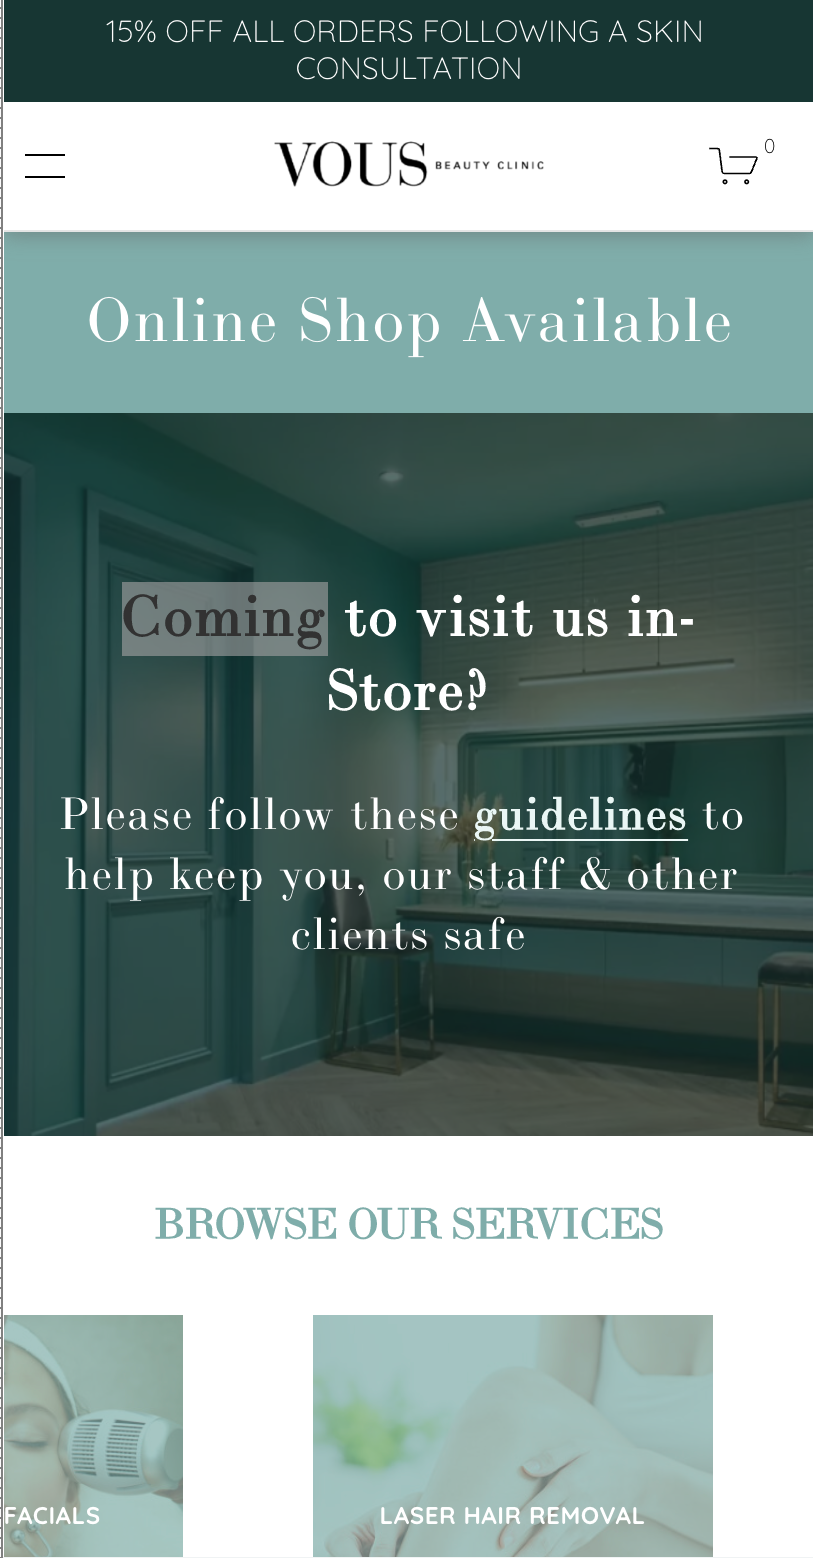 15% OFF ALL ORDERS FOLLOWING A SKIN
CONSULTATION
VOUS BEAUTY CLINIC
0
Online Shop Available
Coming to visit us in-
Store?
Please follow these guidelines to
help keep you, our staff & other
clients safe
BROWSE OUR SERVICES
FACIALS
LASER HAIR REMOVAL